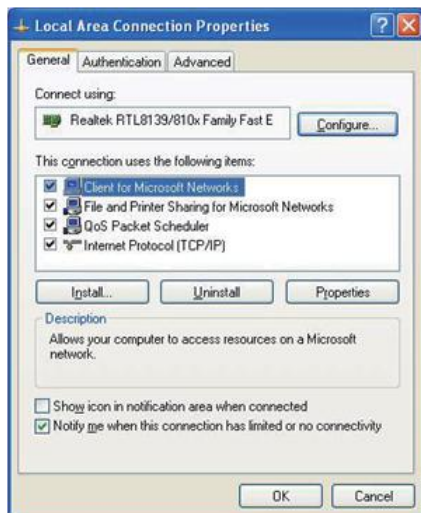 Local Area Connection Properties
General
Authentication
Advanced
Connect using:
Realtek RTL8139/810x Family Fast E
Configure...
This connection uses the following items:
Client for Microsoft Networks
File and Printer Sharing for Microsoft Networks
QoS Packet Scheduler
Internet Protocol (TCP/IP)
Install...
Uninstall
Properties
Description
Allows your computer to access resources on a Microsoft
network.
Show icon in notification area when connected
Notify me when this connection has limited or no connectivity
OK
Cancel